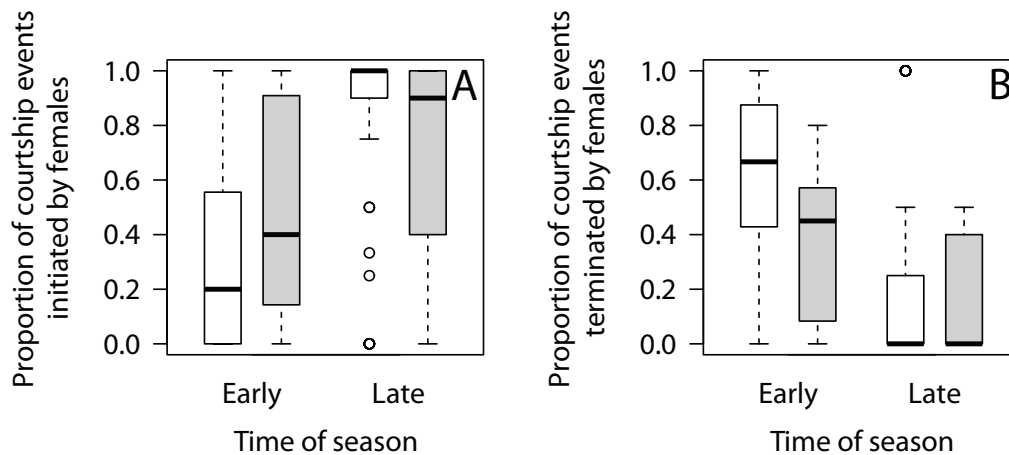 Proportion of courtship events
initiated by females
1.0
0.8
0.6
0.4
0.2
0.0
A
Early
Late
Time of season
Proportion of courtship events
terminated by females
1.0
0.8
0.6
0.4
0.2
0.0
B
Early
Late
Time of season